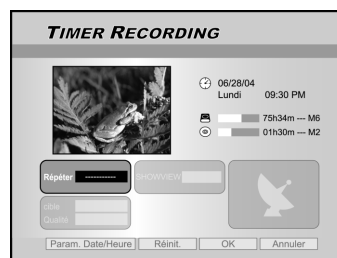 TIMER RECORDING
06/28/04
Lundi 09:30 PM
75h34m --- M6
01h30m --- M2
Répéter -----------
SHOWVIEW
cible
Qualité
Param. Date/Heure Réinit. OK Annuler